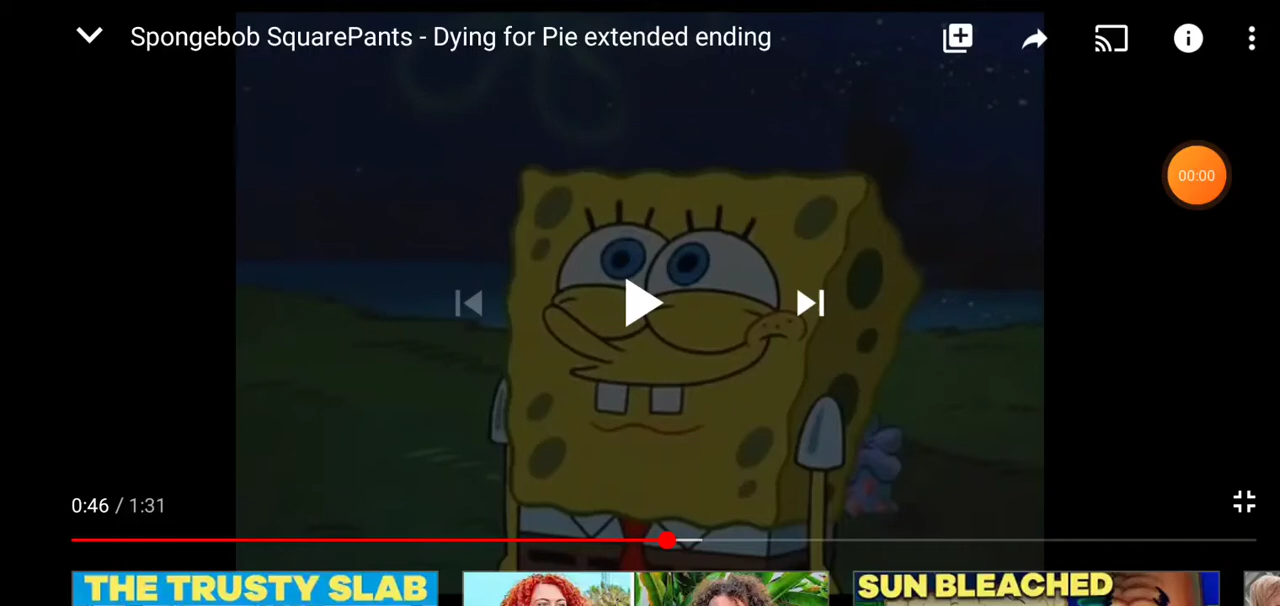 Spongebob SquarePants - Dying for Pie extended ending
00:00
0:46 / 1:31
THE TRUSTY SLAB
SUN BLEACHED